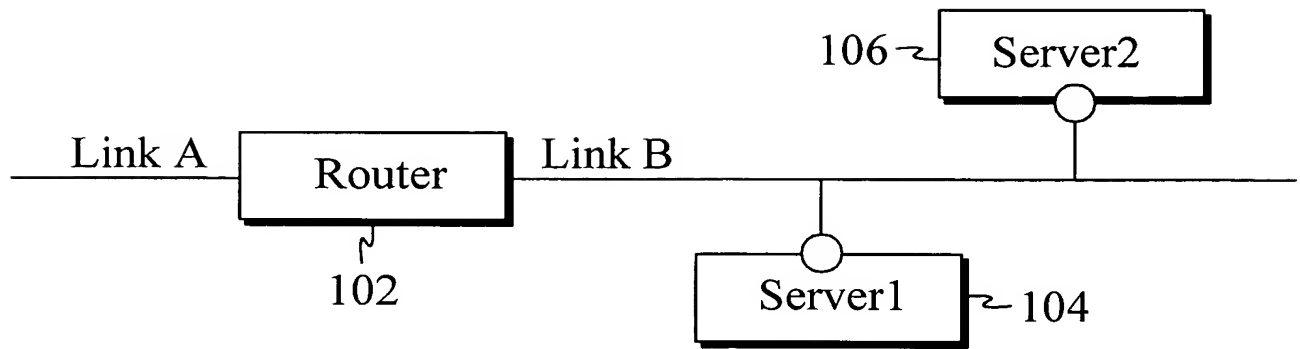 106
Server2
Link A
Router
Link B
102
Server1
104